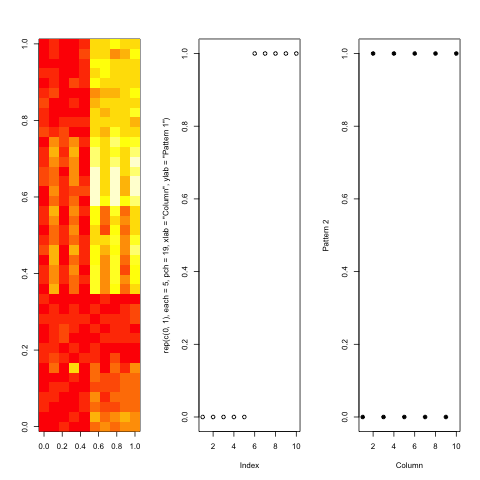 1.0
0.8
0.6
0.4
0.2
0.0
0.0 0.2 0.4 0.6 0.8 1.0
rep(c(0, 1), each = 5, pch = 19, xlab = "Column", ylab = "Pattern 1")
1.0
0.8
0.6
0.4
0.2
0.0
2 4 6 8 10
Index
Pattern 2
1.0
0.8
0.6
0.4
0.2
0.0
2 4 6 8 10
Column